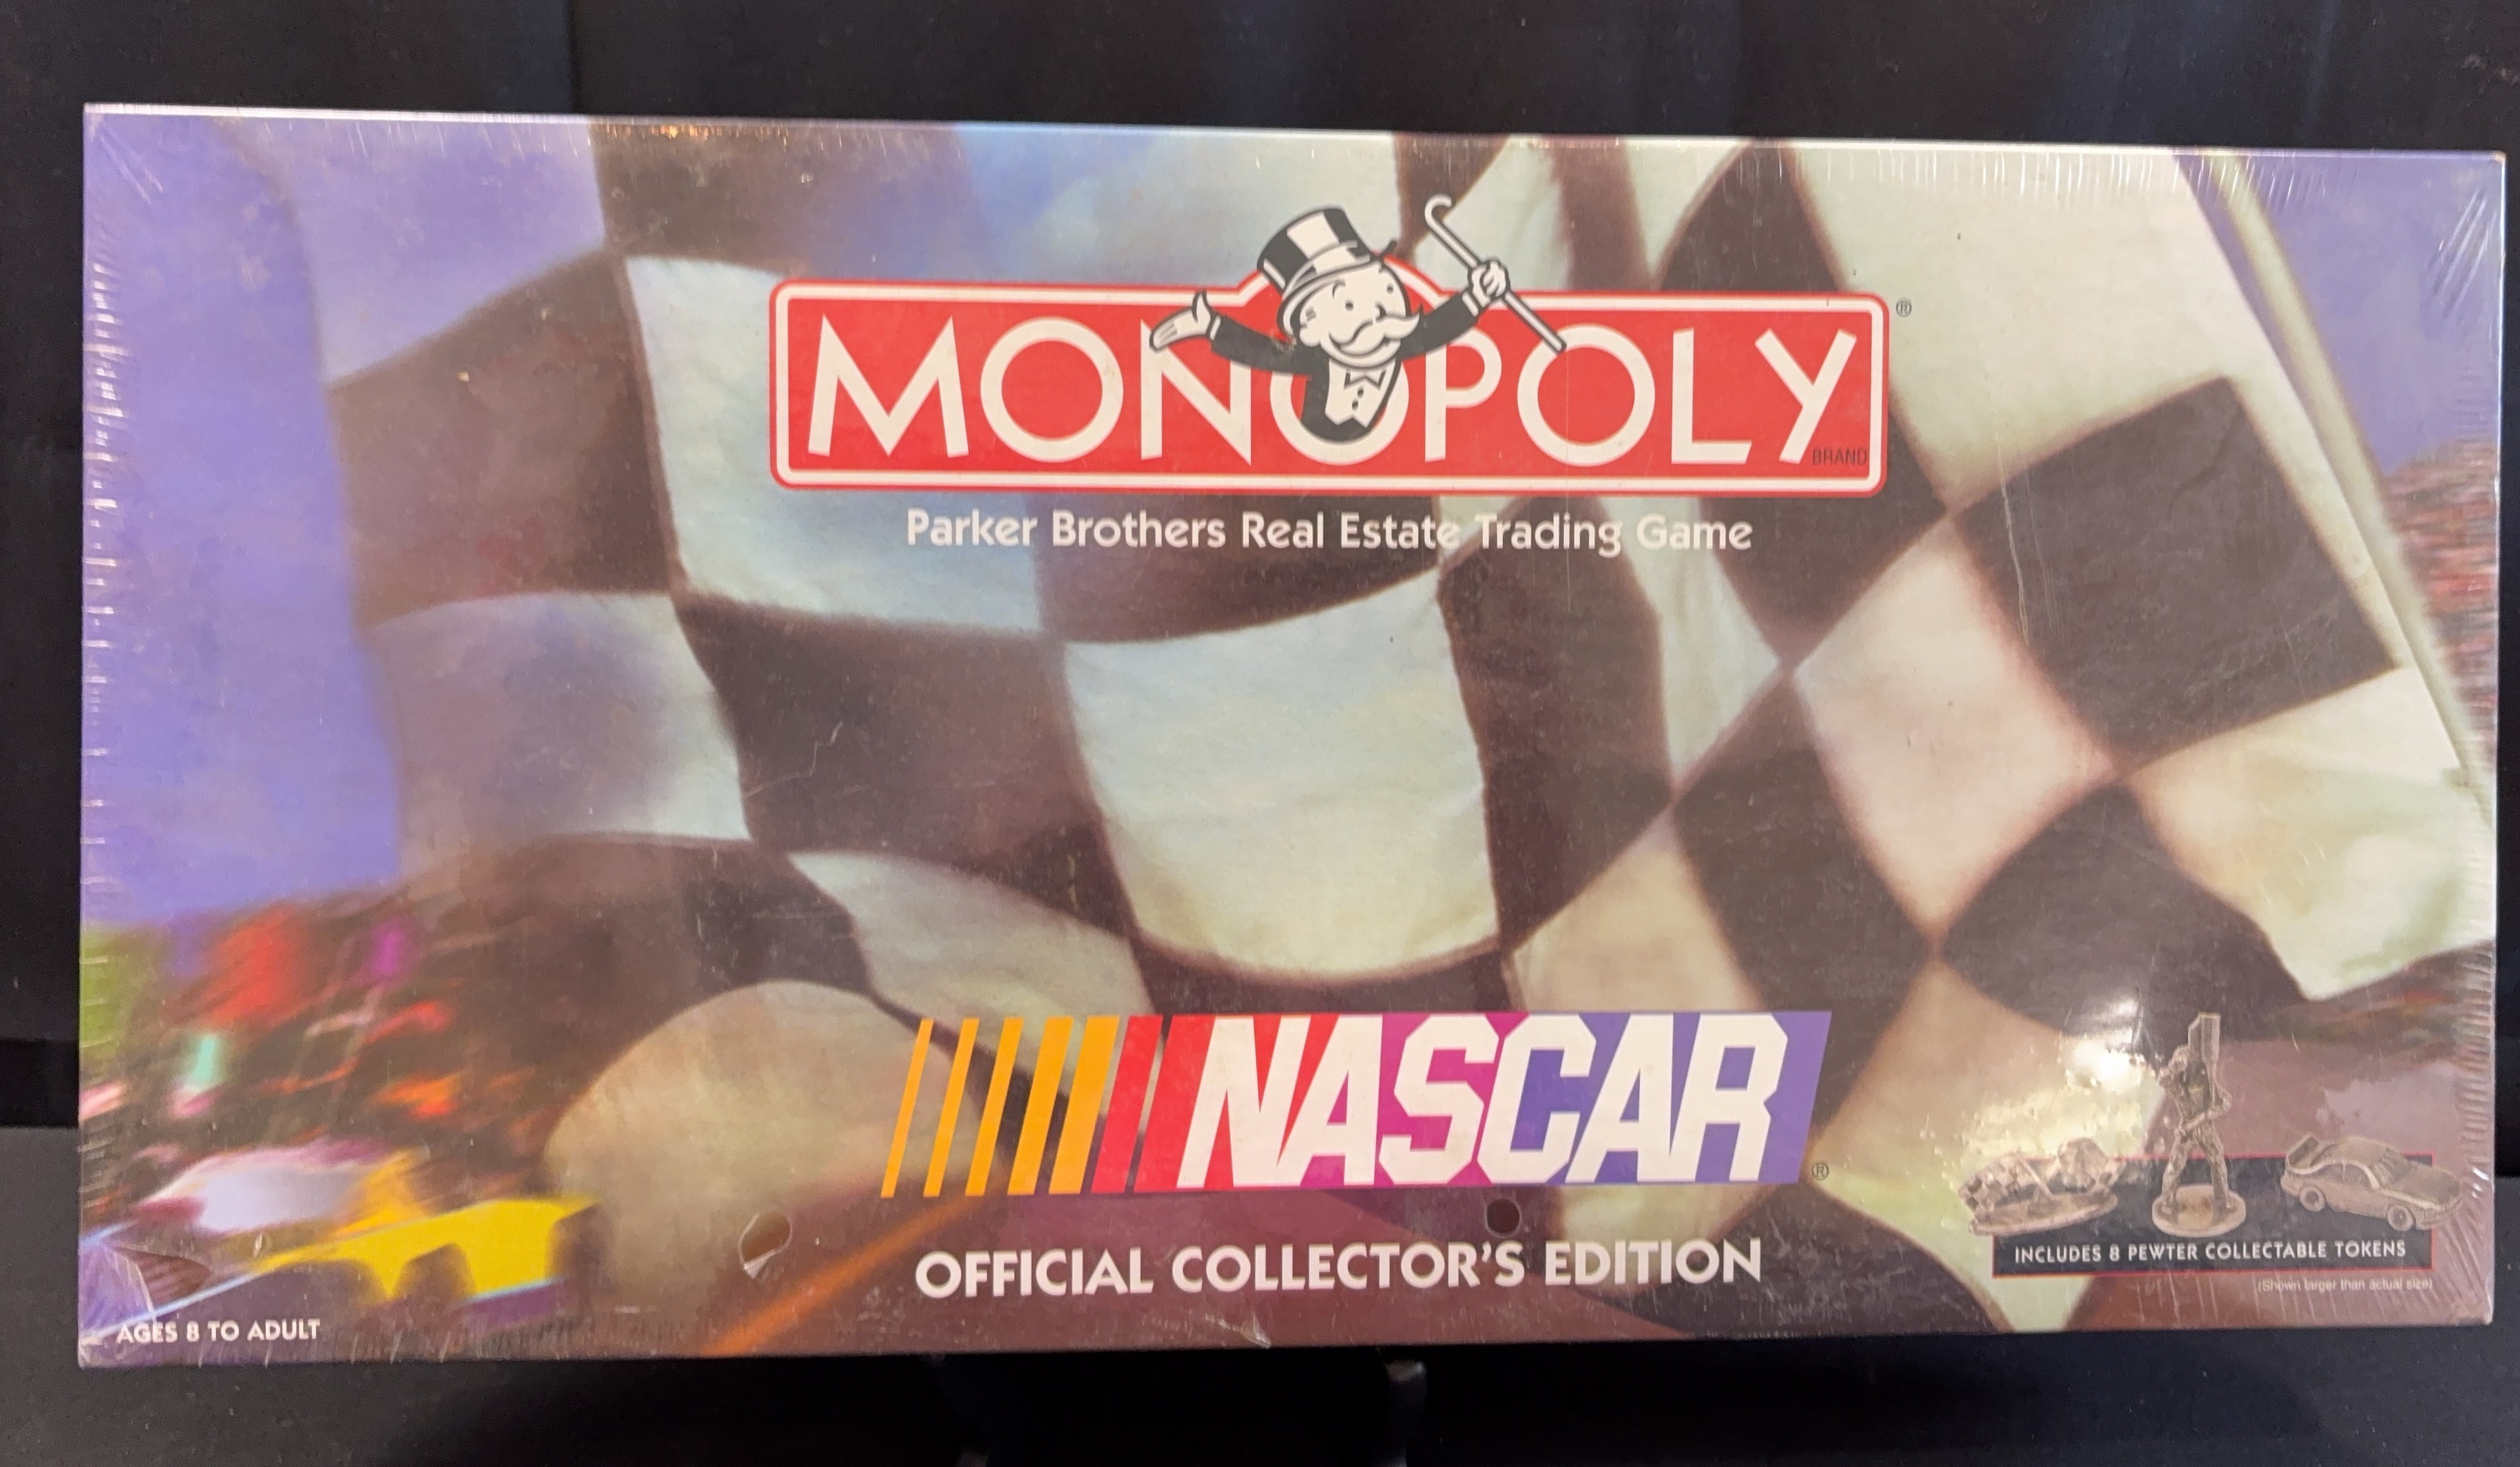 MONOPOLY®
BRAND
Parker Brothers Real Estate Trading Game
NASCAR®
OFFICIAL COLLECTOR'S EDITION
INCLUDES 8 PEWTER COLLECTABLE TOKENS
(Shown larger than actual size)
AGES 8 TO ADULT